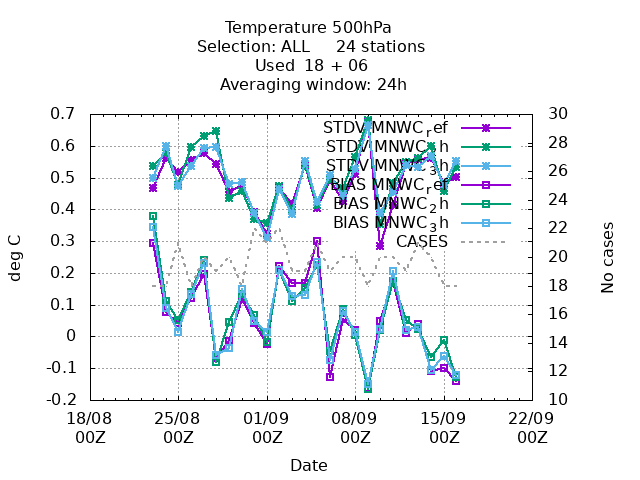 Temperature 500hPa
Selection: ALL 24 stations
Used 18 + 06
Averaging window: 24h
0.7
0.6
0.5
0.4
0.3
0.2
0.1
0
-0.1
-0.2
30
28
26
24
22
20
18
16
14
12
10
STDV MNWC_ref
STDV MNWC_2h
STDV MNWC_3h
BIAS MNWC_ref
BIAS MNWC_2h
BIAS MNWC_3h
CASES
deg C
No cases
18/08 25/08 01/09 08/09 15/09 22/09
00Z 00Z 00Z 00Z 00Z 00Z
Date